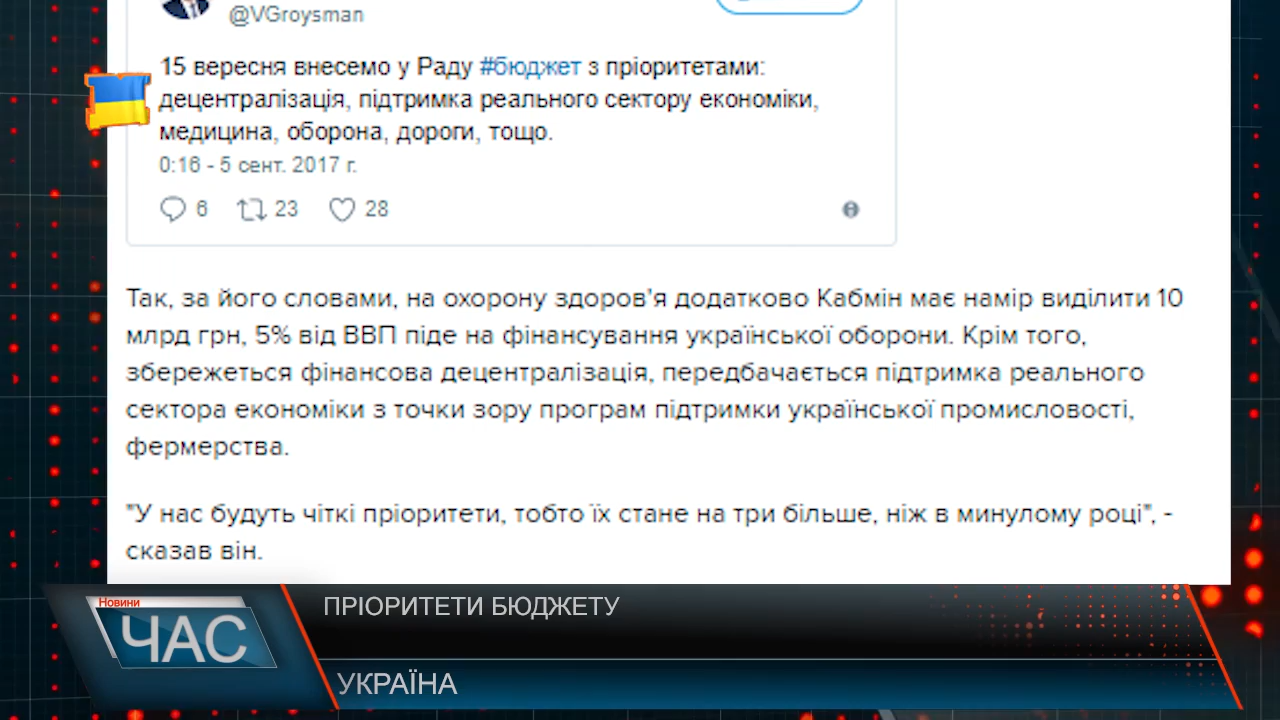 @VGroysman
15 вересня внесемо у Раду #бюджет з пріоритетами:
децентралізація, підтримка реального сектору економіки,
медицина, оборона, дороги, тощо.
0:16 - 5 сент. 2017 г.
6 23 28
Так, за його словами, на охорону здоров'я додатково Кабмін має намір виділити 10
млрд грн, 5% від ВВП піде на фінансування української оборони. Крім того,
збережеться фінансова децентралізація, передбачається підтримка реального
сектора економіки з точки зору програм підтримки української промисловості,
фермерства.
"У нас будуть чіткі пріоритети, тобто їх стане на три більше, ніж в минулому році", -
сказав він.
Новини
ЧАС
ПРІОРИТЕТИ БЮДЖЕТУ
УКРАЇНА